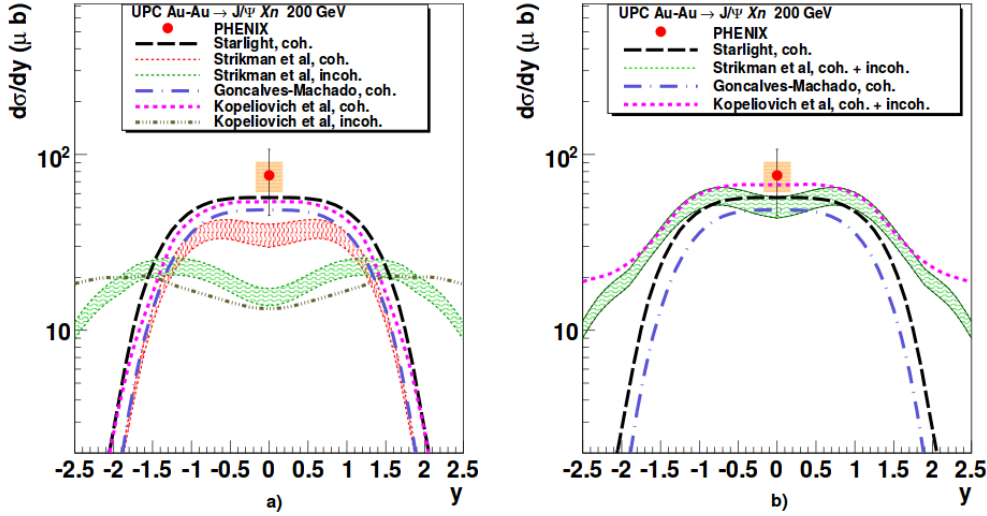 UPC Au-Au → J/Ψ Xn 200 GeV
PHENIX
Starlight, coh.
Strikman et al, coh.
Strikman et al, incoh.
Goncalves-Machado, coh.
Kopeliovich et al, coh.
Kopeliovich et al, incoh.
dσ/dy (μ b)
10²
10
-2.5 -2 -1.5 -1 -0.5 0 0.5 1 1.5 2 2.5
y
a)
UPC Au-Au → J/Ψ Xn 200 GeV
PHENIX
Starlight, coh.
Strikman et al, coh. + incoh.
Goncalves-Machado, coh.
Kopeliovich et al, coh. + incoh.
dσ/dy (μ b)
10²
10
-2.5 -2 -1.5 -1 -0.5 0 0.5 1 1.5 2 2.5
y
b)